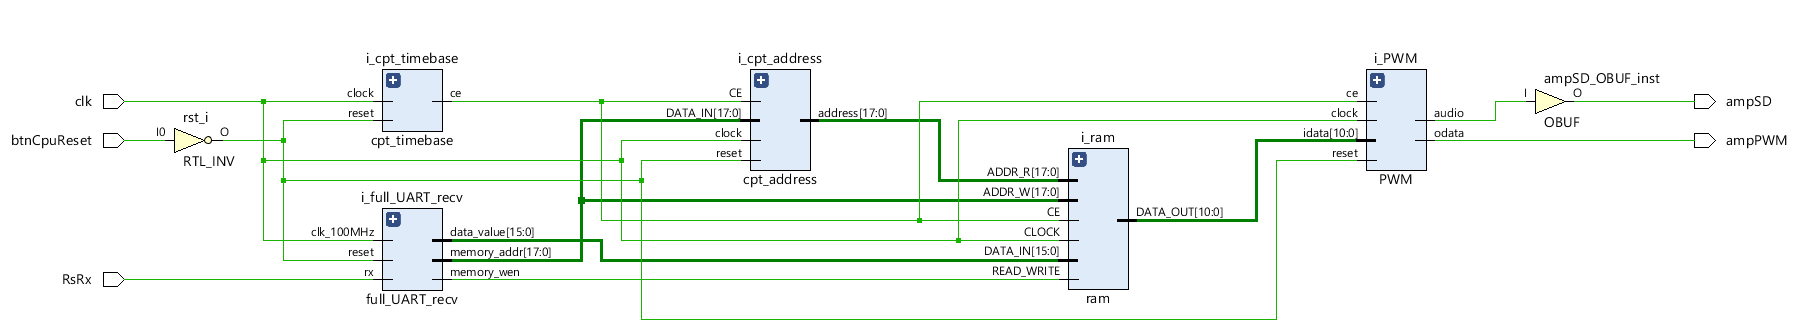 clk
btnCpuReset
RsRx
rst_i
I0
O
RTL_INV
i_cpt_timebase
clock
ce
reset
cpt_timebase
i_full_UART_recv
clk_100MHz
data_value[15:0]
reset
memory_addr[17:0]
rx
memory_wen
full_UART_recv
i_cpt_address
CE
DATA_IN[17:0]
address[17:0]
clock
reset
cpt_address
i_ram
ADDR_R[17:0]
ADDR_W[17:0]
CE
DATA_OUT[10:0]
CLOCK
DATA_IN[15:0]
READ_WRITE
ram
i_PWM
ce
clock
audio
idata[10:0]
odata
reset
PWM
ampSD_OBUF_inst
I
O
OBUF
ampSD
ampPWM